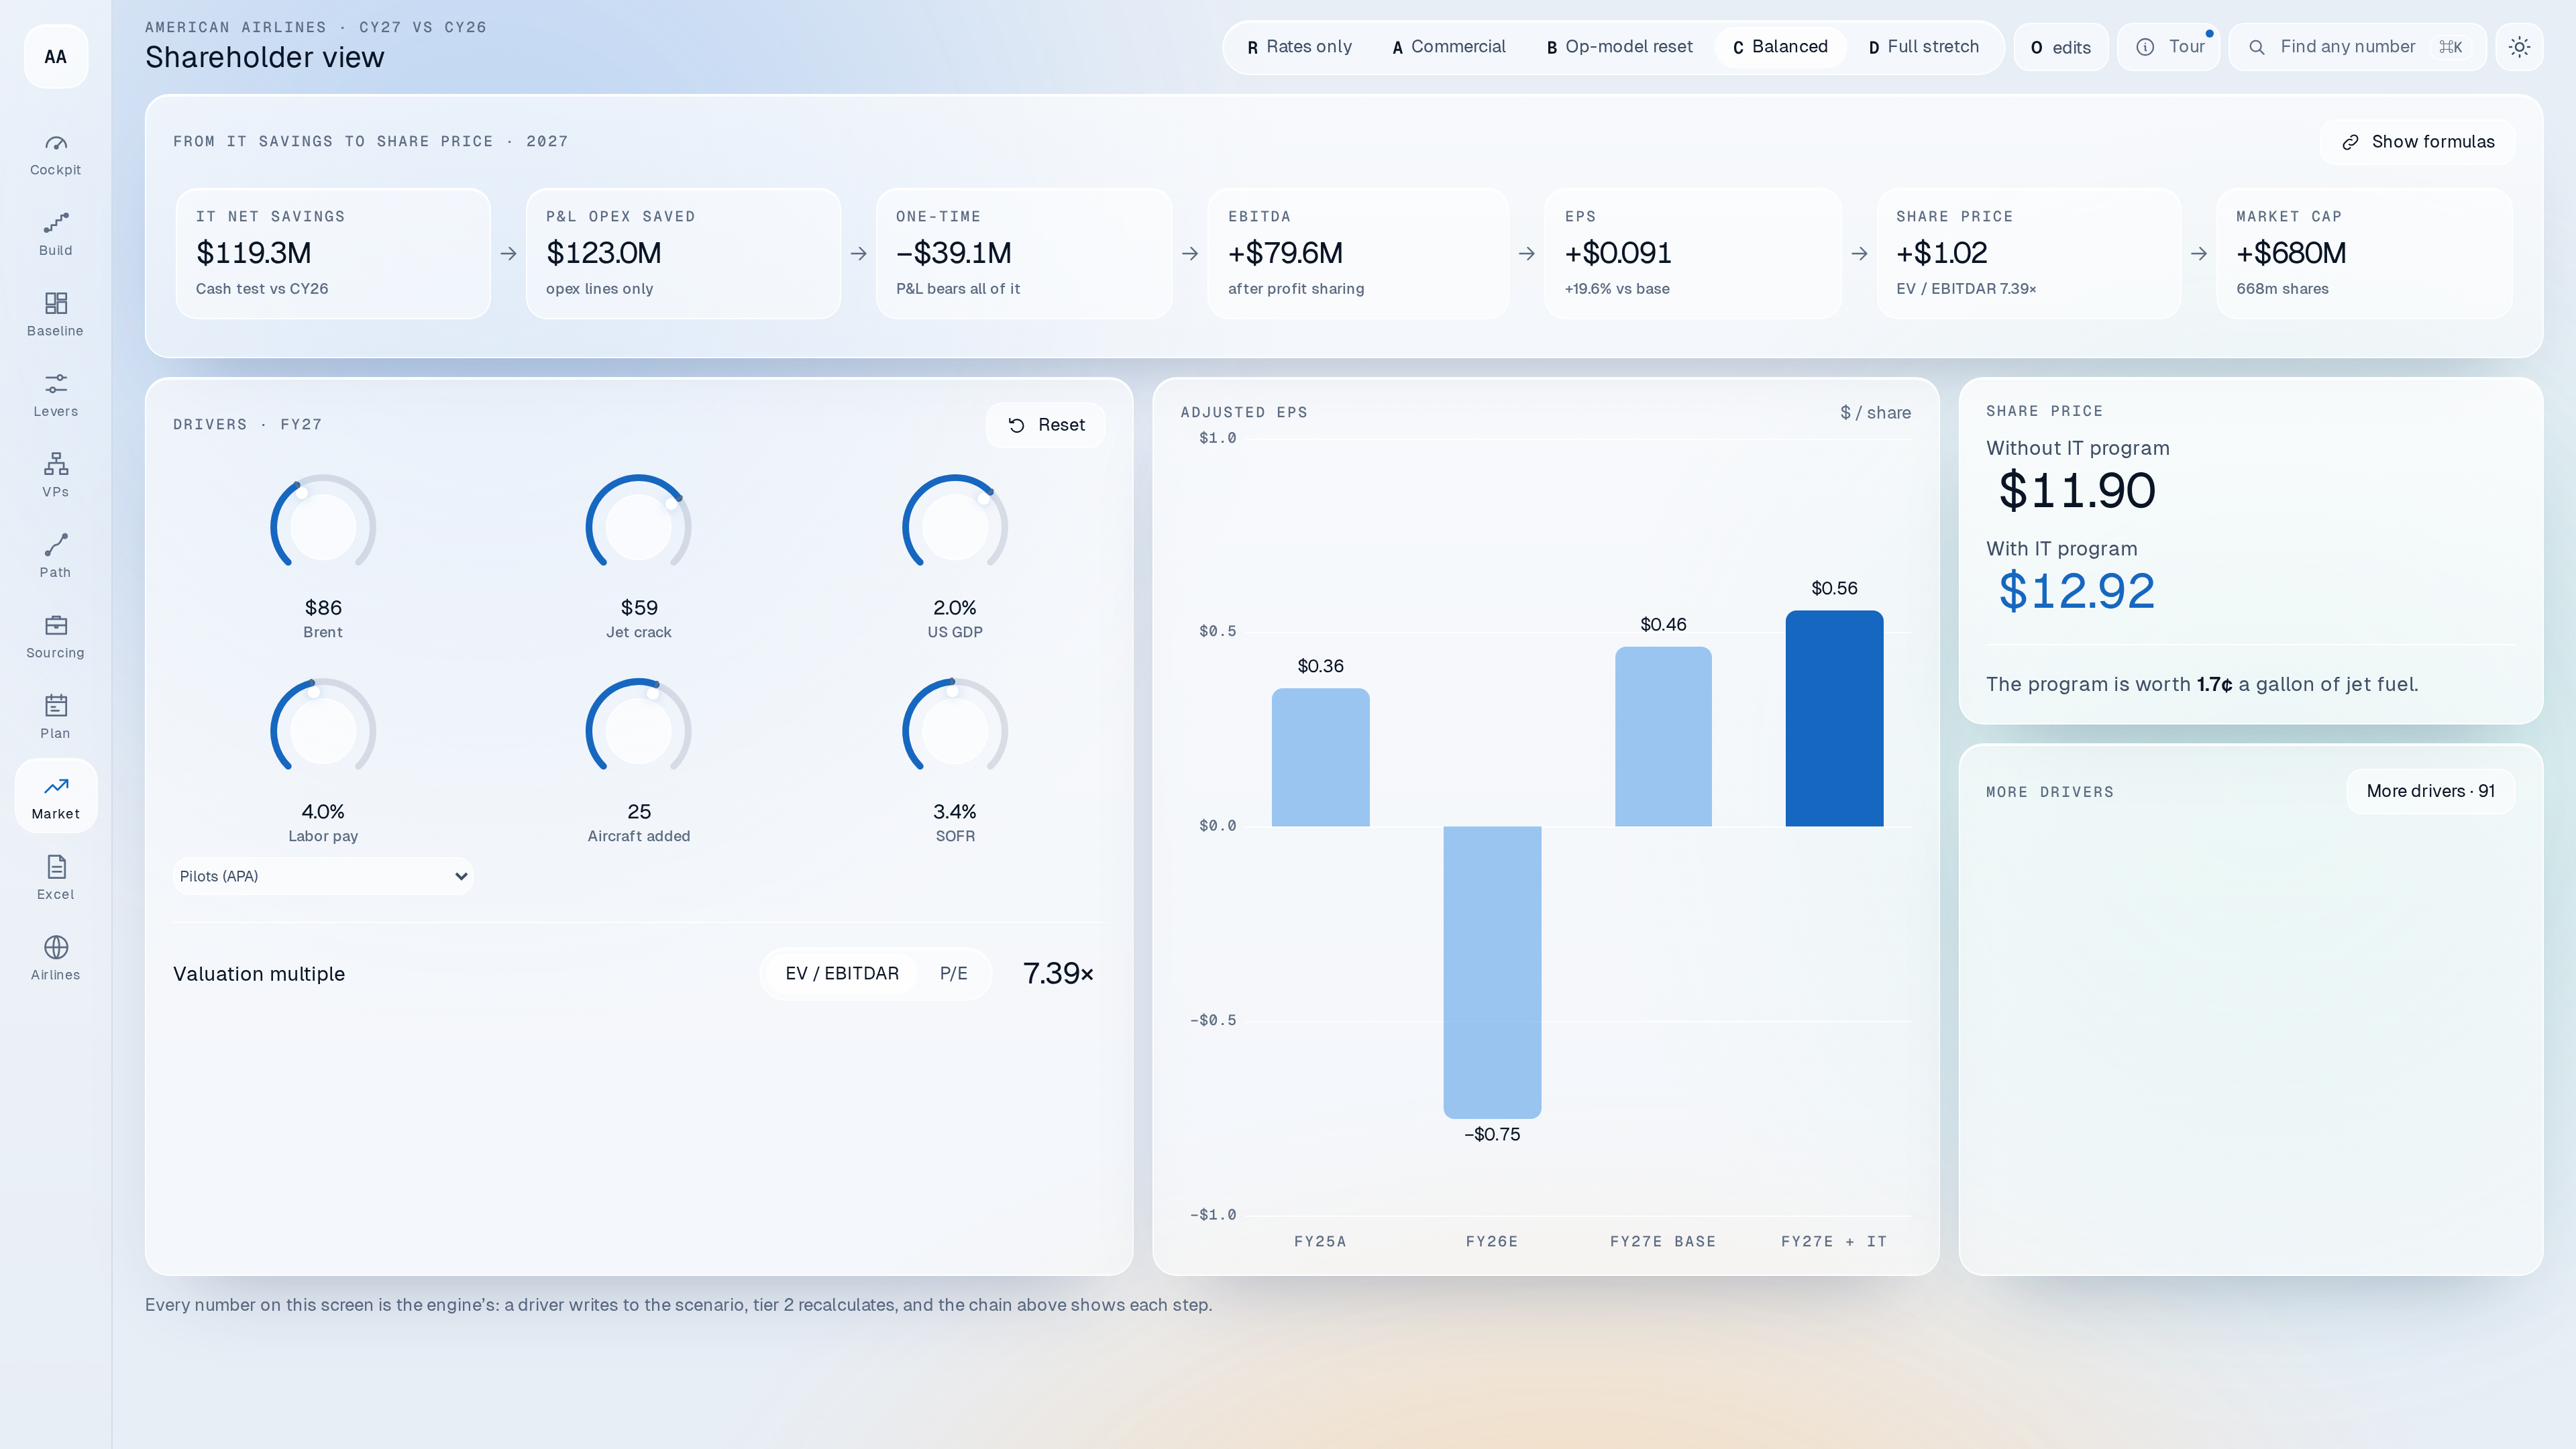 AA
AMERICAN AIRLINES · CY27 VS CY26
Shareholder view
R Rates only
A Commercial
B Op-model reset
C Balanced
D Full stretch
0 edits
Tour
Find any number ⌘K
Cockpit
Build
Baseline
Levers
VPs
Path
Sourcing
Plan
Market
Excel
Airlines
FROM IT SAVINGS TO SHARE PRICE · 2027
Show formulas
IT NET SAVINGS
$119.3M
Cash test vs CY26
→
P&L OPEX SAVED
$123.0M
opex lines only
→
ONE-TIME
−$39.1M
P&L bears all of it
→
EBITDA
+$79.6M
after profit sharing
→
EPS
+$0.091
+19.6% vs base
→
SHARE PRICE
+$1.02
EV / EBITDAR 7.39×
→
MARKET CAP
+$680M
668m shares
DRIVERS · FY27
Reset
$86
Brent
$59
Jet crack
2.0%
US GDP
4.0%
Labor pay
25
Aircraft added
3.4%
SOFR
Pilots (APA)
Valuation multiple
EV / EBITDAR
P/E
7.39×
ADJUSTED EPS
$ / share
$1.0
$0.5
$0.0
−$0.5
−$1.0
$0.36
−$0.75
$0.46
$0.56
FY25A
FY26E
FY27E BASE
FY27E + IT
SHARE PRICE
Without IT program
$11.90
With IT program
$12.92
The program is worth 1.7¢ a gallon of jet fuel.
MORE DRIVERS
More drivers · 91
Every number on this screen is the engine’s: a driver writes to the scenario, tier 2 recalculates, and the chain above shows each step.